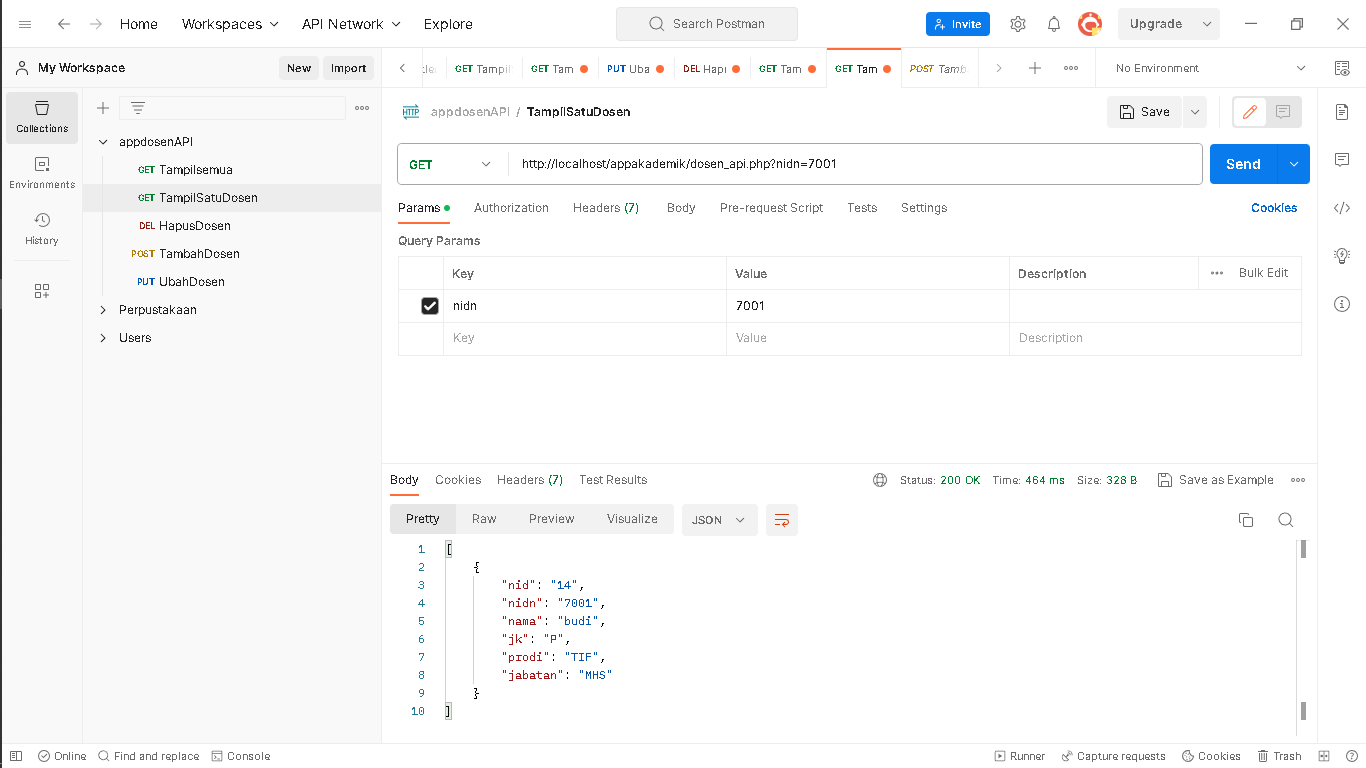 Home Workspaces API Network Explore Search Postman Invite Upgrade
My Workspace New Import GET Tampil GET Tam PUT Uba DEL Hap GET Tam GET Tam POST Tamb No Environment
Collections
Environments
History
appdosenAPI
GET Tampilsemua
GET TampilSatuDosen
DEL HapusDosen
POST TambahDosen
PUT UbahDosen
Perpustakaan
Users
HTTP appdosenAPI / TampilSatuDosen Save
GET http://localhost/appakademik/dosen_api.php?nidn=7001 Send
Params Authorization Headers (7) Body Pre-request Script Tests Settings Cookies
Query Params
Key Value Description Bulk Edit
nidn 7001
Key Value Description
Body Cookies Headers (7) Test Results Status: 200 OK Time: 464 ms Size: 328 B Save as Example
Pretty Raw Preview Visualize JSON
1 [
2 {
3 "nid": "14",
4 "nidn": "7001",
5 "nama": "budi",
6 "jk": "P",
7 "prodi": "TIF",
8 "jabatan": "MHS"
9 }
10 ]
Online Find and replace Console Runner Capture requests Cookies Trash